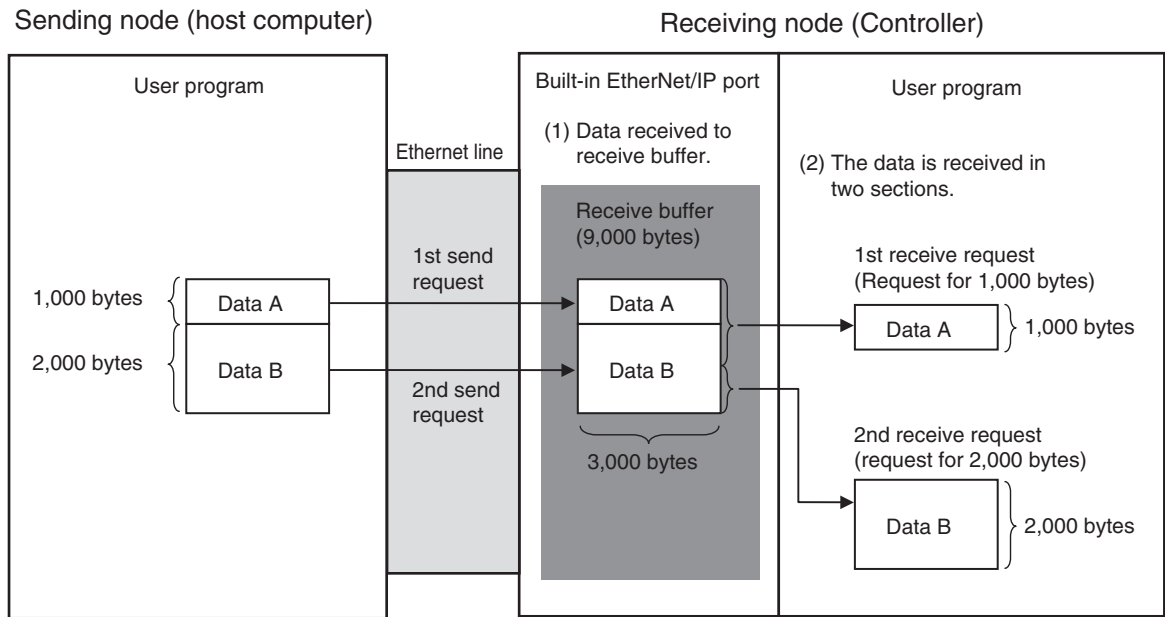 Sending node (host computer)
Receiving node (Controller)
User program
Built-in EtherNet/IP port
User program
(1) Data received to
receive buffer.
Ethernet line
(2) The data is received in
two sections.
Receive buffer
(9,000 bytes)
1st send
request
1st receive request
(Request for 1,000 bytes)
1,000 bytes
Data A
Data A
Data A
1,000 bytes
2,000 bytes
Data B
Data B
2nd send
request
2nd receive request
(request for 2,000 bytes)
3,000 bytes
Data B
2,000 bytes